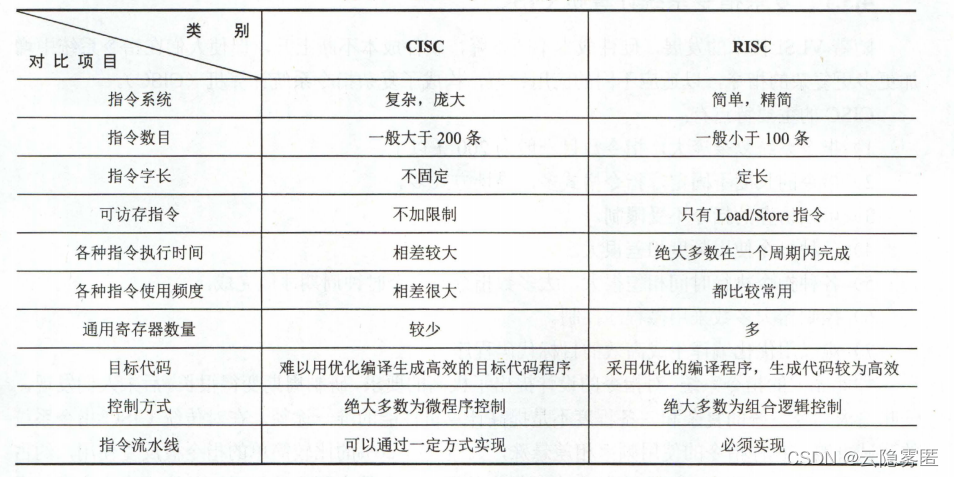 类 别
对 比 项 目 CISC RISC
指令系统 复杂，庞大 简单，精简
指令数目 一般大于 200 条 一般小于 100 条
指令字长 不固定 定长
可访存指令 不加限制 只有 Load/Store 指令
各种指令执行时间 相差较大 绝大多数在一个周期内完成
各种指令使用频度 相差很大 都比较常用
通用寄存器数量 较少 多
目标代码 难以用优化编译生成高效的目标代码程序 采用优化的编译程序，生成代码较为高效
控制方式 绝大多数为微程序控制 绝大多数为组合逻辑控制
指令流水线 可以通过一定方式实现 必须实现
CSDN @云隐雾匿